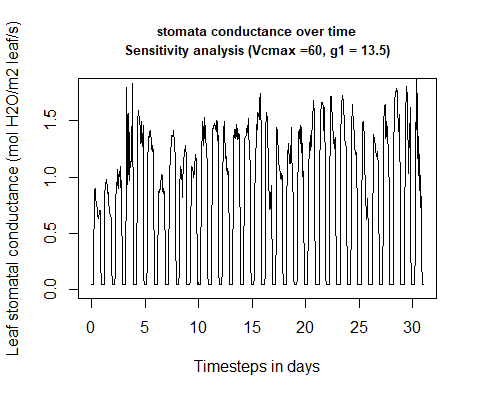 stomata conductance over time
Sensitivity analysis (Vcmax =60, g1 = 13.5)
Leaf stomatal conductance (mol H2O/m2 leaf/s)
1.5
1.0
0.5
0.0
0 5 10 15 20 25 30
Timesteps in days